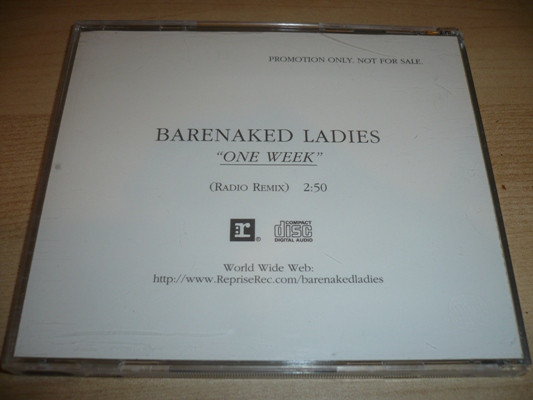 PROMOTION ONLY. NOT FOR SALE.
BARENAKED LADIES
"ONE WEEK"
(RADIO REMIX) 2:50
r ®
COMPACT
disc
DIGITAL AUDIO
World Wide Web:
http://www.RepriseRec.com/barenakedladies